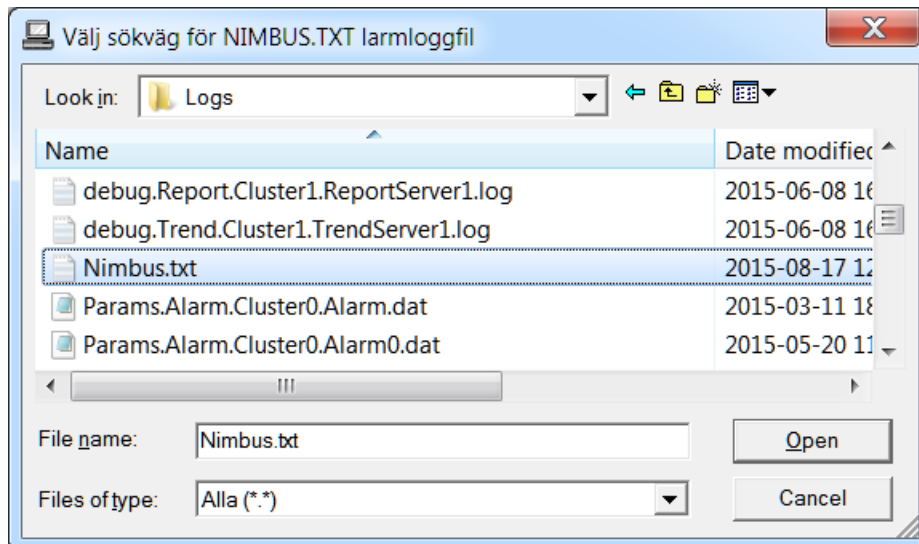 Välj sökväg för NIMBUS.TXT larmloggfil
Look in: Logs
Name Date modified
debug.Report.Cluster1.ReportServer1.log 2015-06-08 16
debug.Trend.Cluster1.TrendServer1.log 2015-06-08 16
Nimbus.txt 2015-08-17 12
Params.Alarm.Cluster0.Alarm.dat 2015-03-11 18
Params.Alarm.Cluster0.Alarm0.dat 2015-05-20 11
File name: Nimbus.txt Open
Files of type: Alla (*.*) Cancel